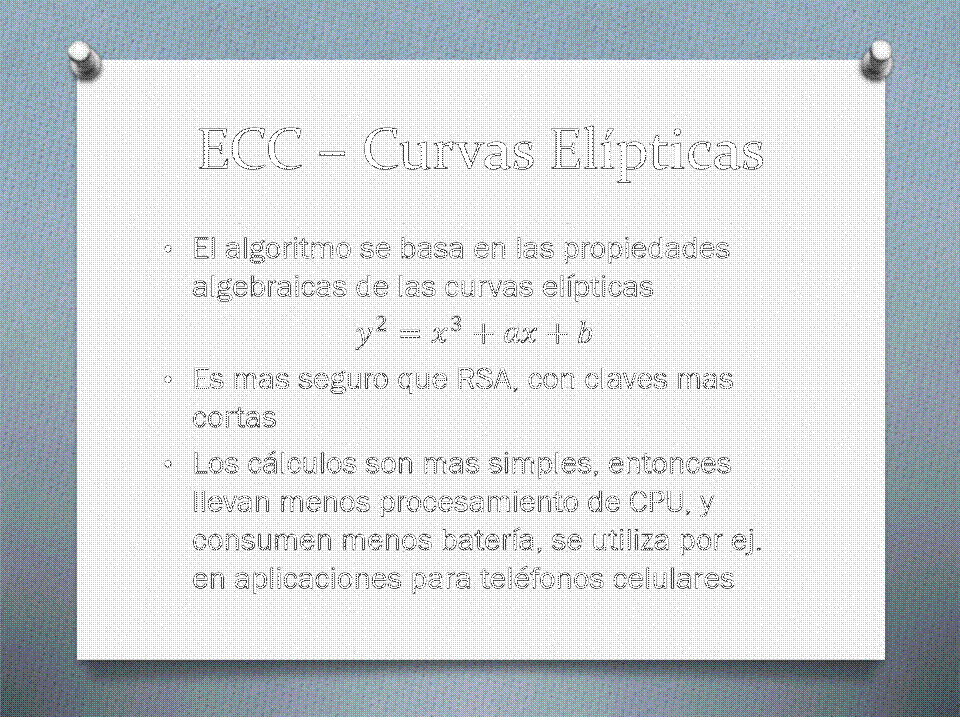 ECC – Curvas Elípticas
• El algoritmo se basa en las propiedades
algebraicas de las curvas elípticas
y² = x³ + ax + b
• Es mas seguro que RSA, con claves mas
cortas
• Los cálculos son mas simples, entonces
llevan menos procesamiento de CPU, y
consumen menos batería, se utiliza por ej.
en aplicaciones para teléfonos celulares